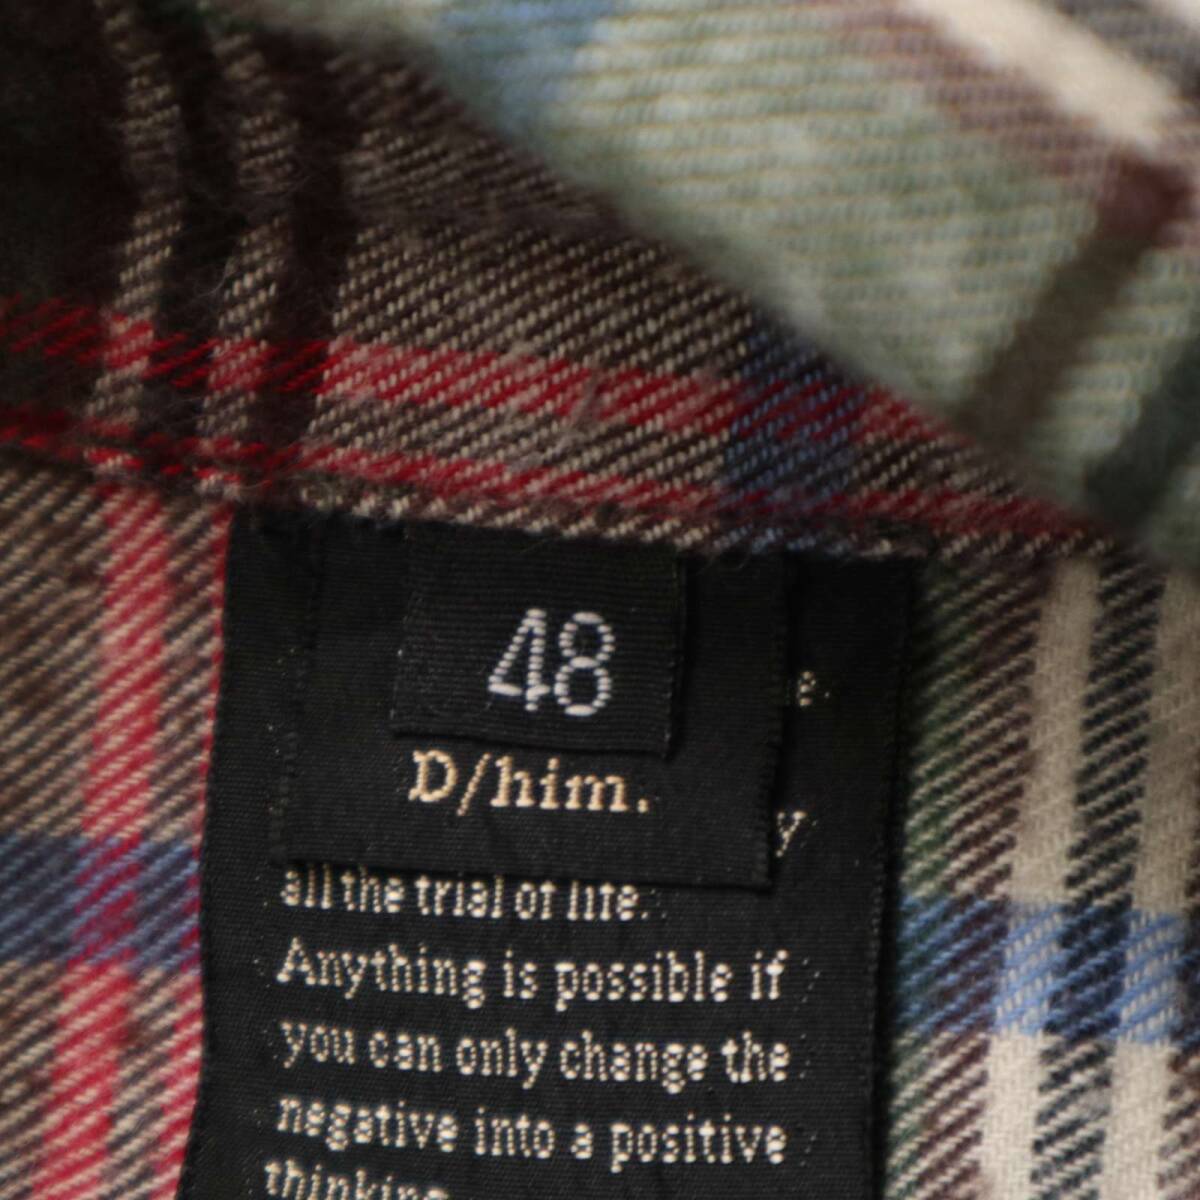 48
D/him.
all the trial of life.
Anything is possible if
you can only change the
negative into a positive
thinking